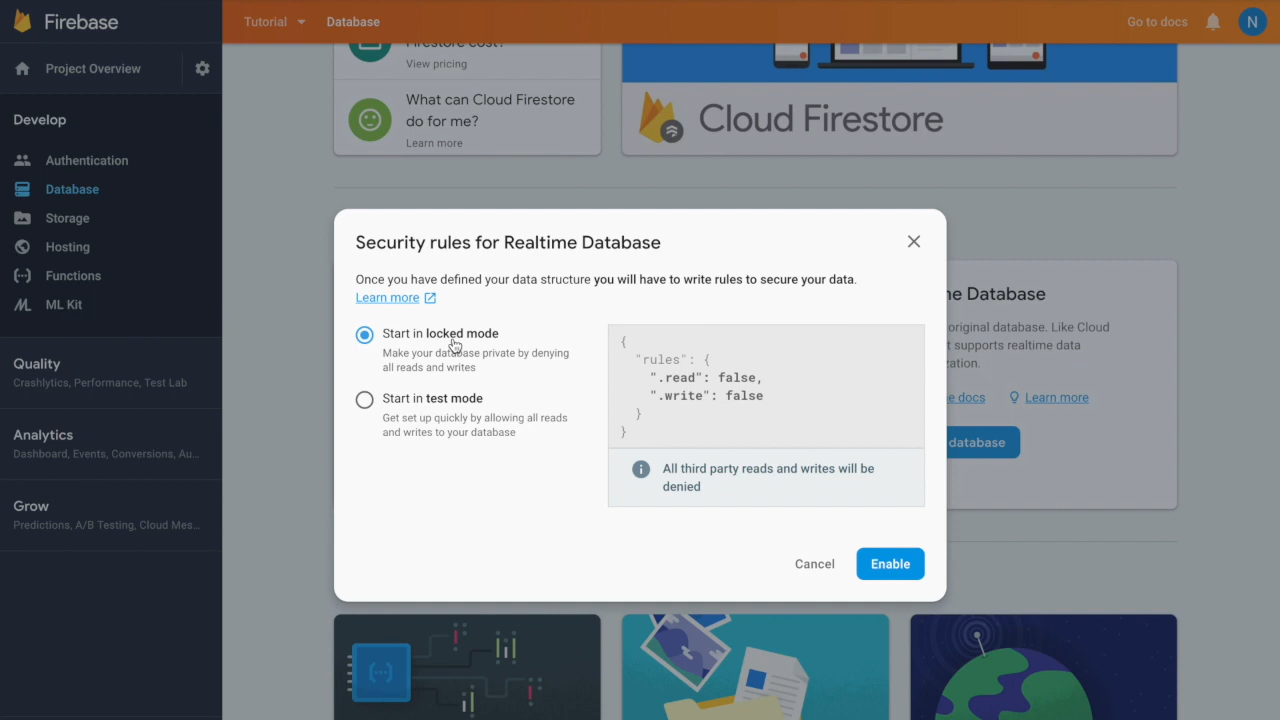 Firebase
Tutorial
Database
Go to docs
N
Project Overview
Develop
Authentication
Database
Storage
Hosting
Functions
ML Kit
Quality
Crashlytics, Performance, Test Lab
Analytics
Dashboard, Events, Conversions, Au...
Grow
Predictions, A/B Testing, Cloud Mes...
Firestore cost?
View pricing
What can Cloud Firestore
do for me?
Learn more
Cloud Firestore
Security rules for Realtime Database
Once you have defined your data structure you will have to write rules to secure your data.
Learn more
Start in locked mode
Make your database private by denying
all reads and writes
Start in test mode
Get set up quickly by allowing all reads
and writes to your database
{
"rules": {
".read": false,
".write": false
}
}
All third party reads and writes will be
denied
Cancel
Enable
Database
original database. Like Cloud
supports realtime data
docs
Learn more
database